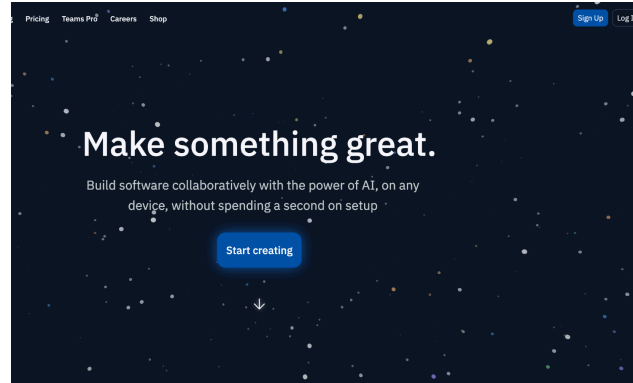 Pricing Teams Pro Careers Shop Sign Up Log
Make something great.
Build software collaboratively with the power of AI, on any
device, without spending a second on setup
Start creating